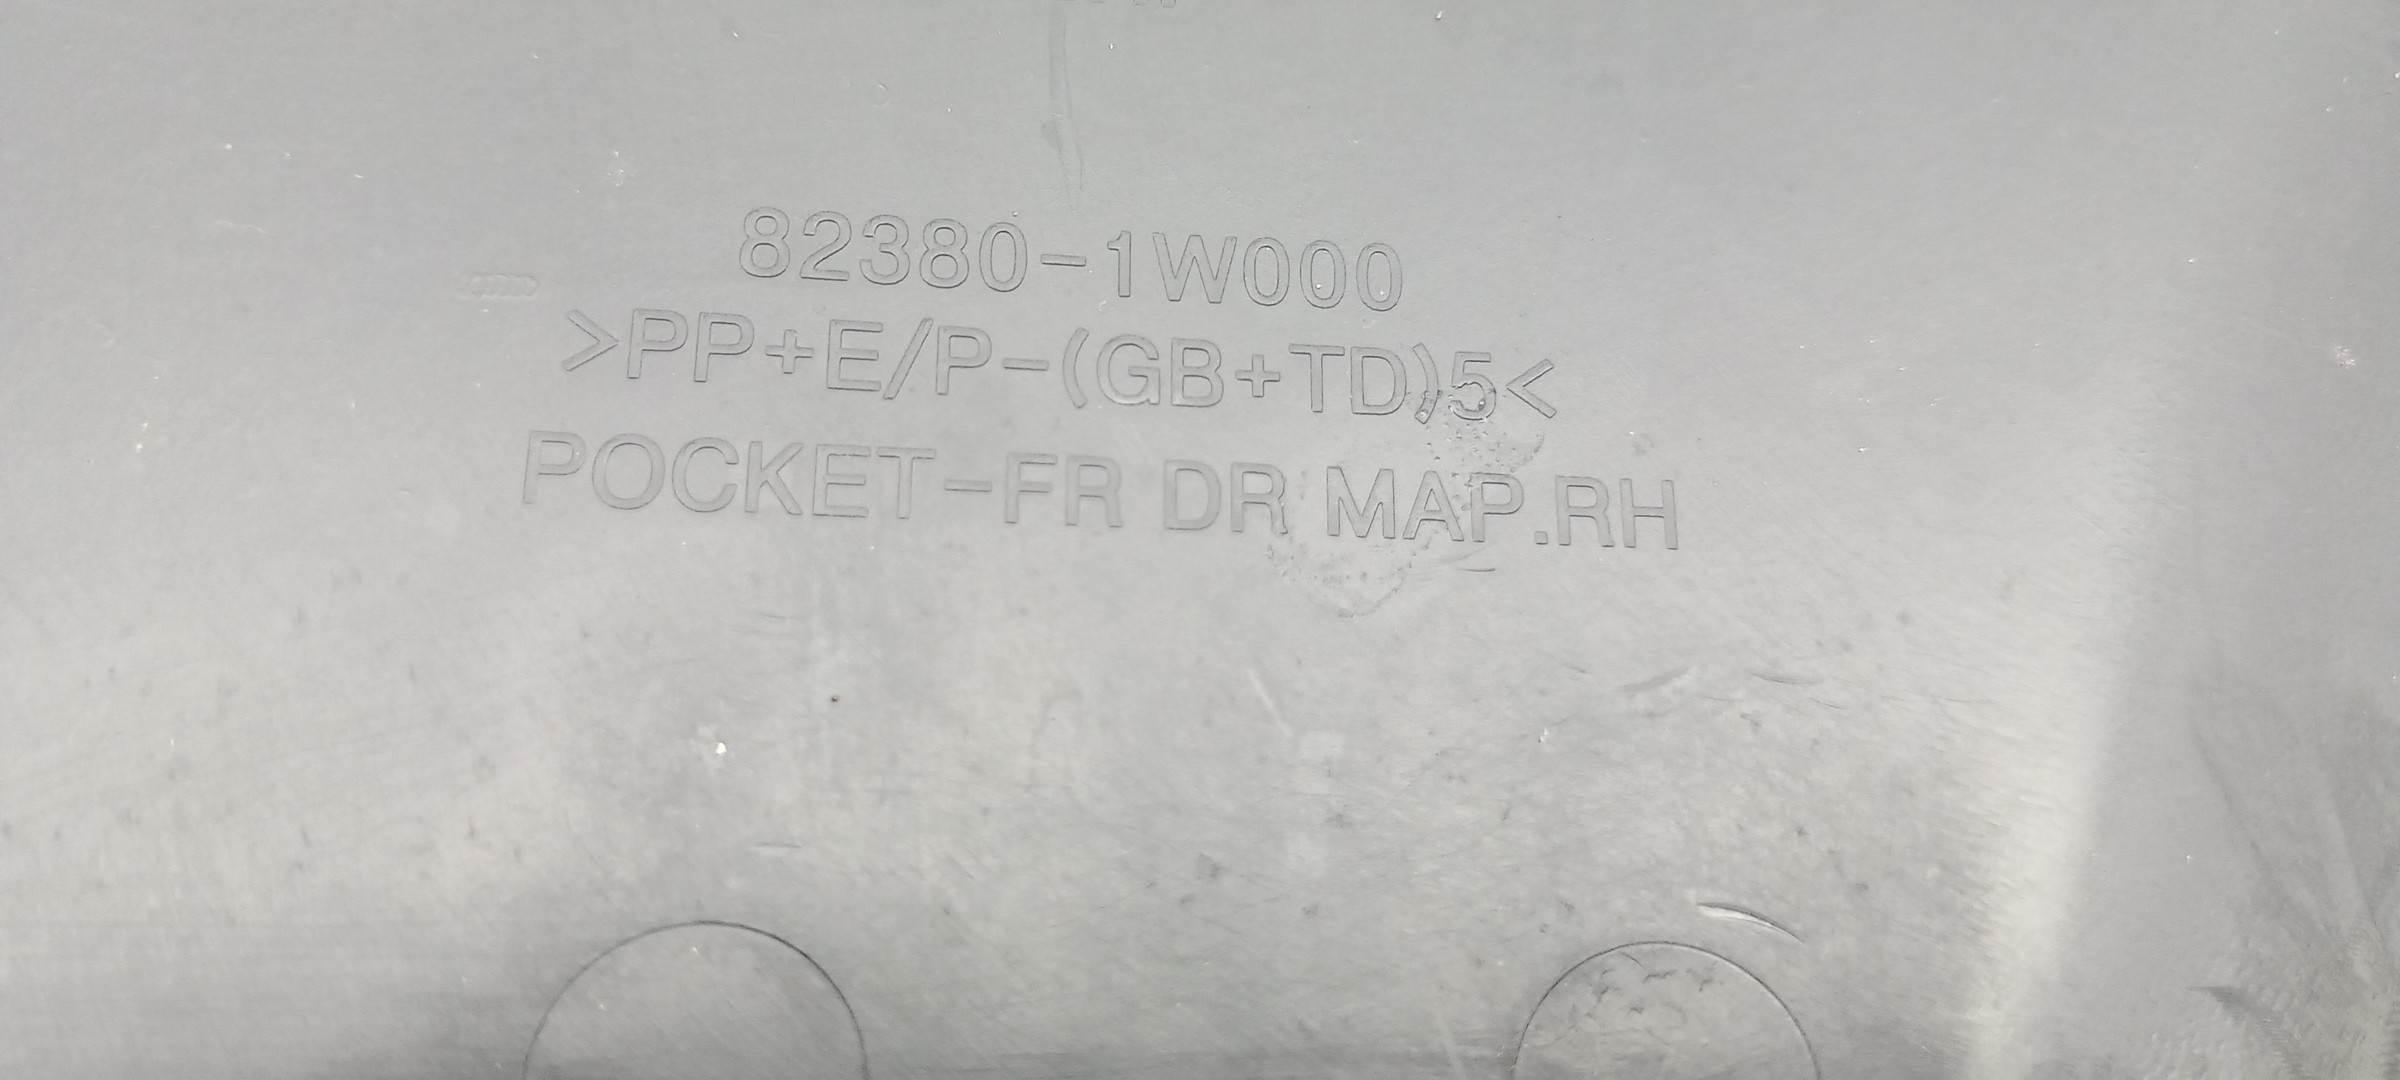 82380-1W000
>PP+E/P-(GB+TD)5<
POCKET-FR DR MAP.RH